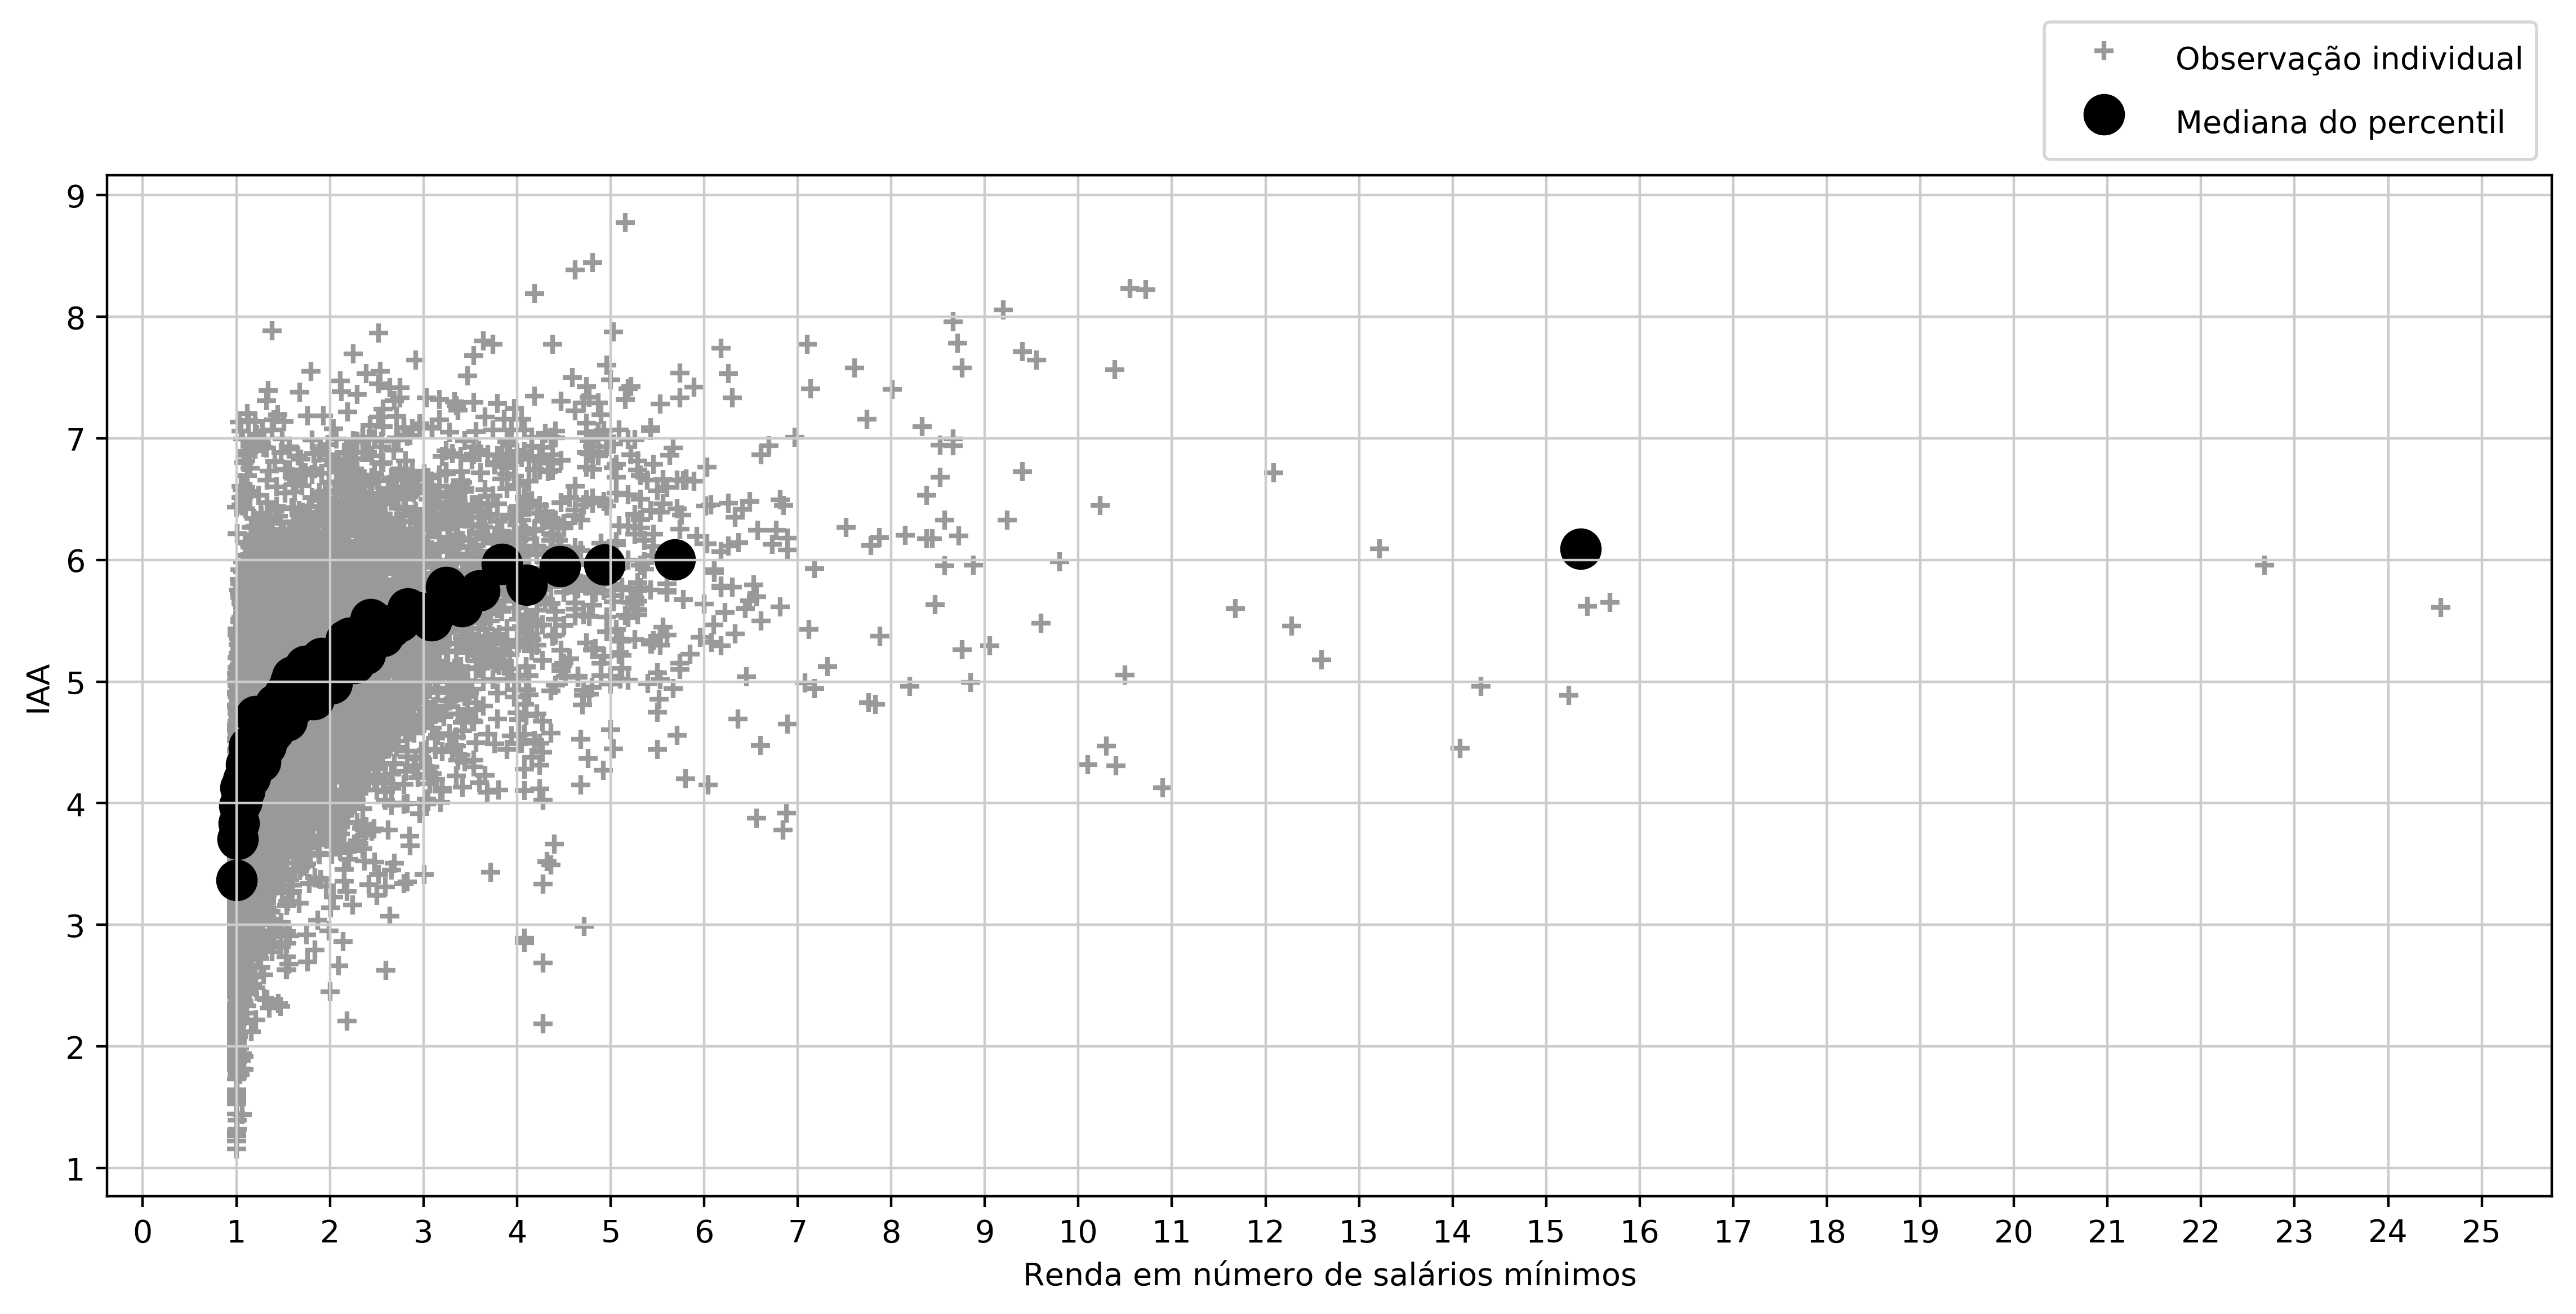 Observação individual
Mediana do percentil
9
8
7
6
5
4
3
2
1
IAA
0 1 2 3 4 5 6 7 8 9 10 11 12 13 14 15 16 17 18 19 20 21 22 23 24 25
Renda em número de salários mínimos